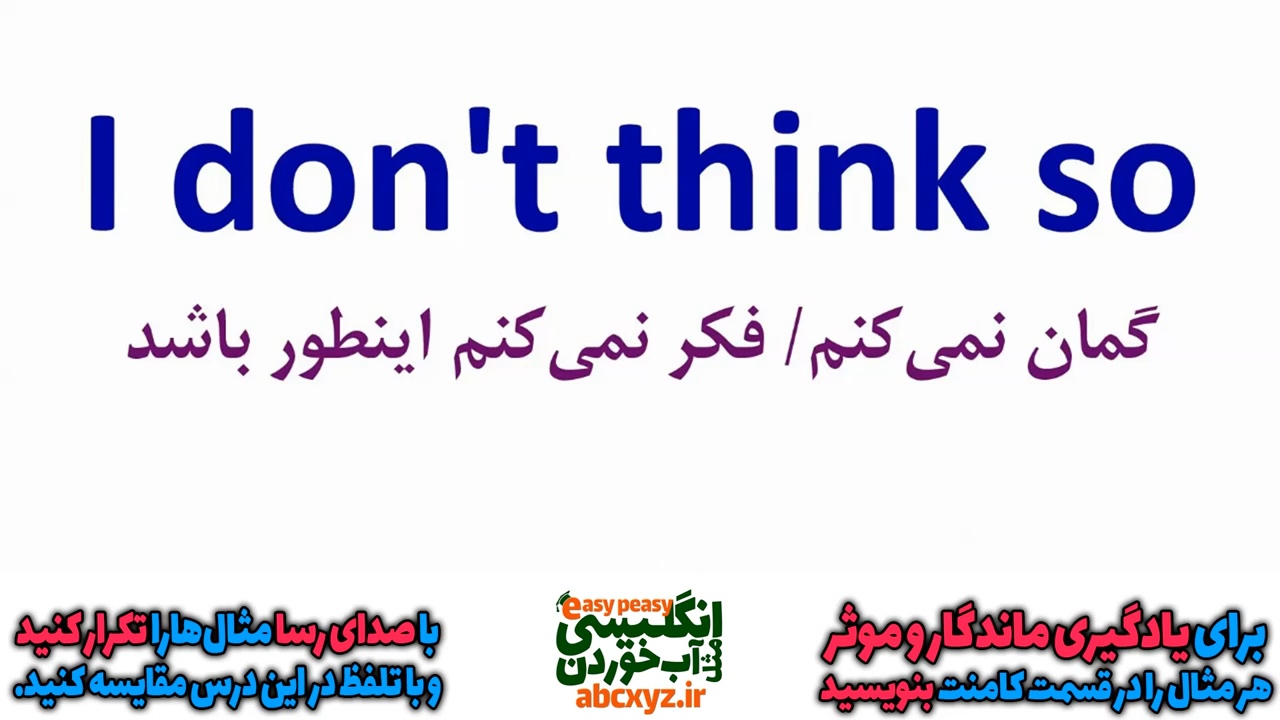 I don't think so
گمان نمی‌کنم/ فکر نمی‌کنم اینطور باشد
برای یادگیری ماندگار و موثر
هر مثال را در قسمت کامنت بنویسید
easy peasy
انگلیسی
مثل آب خوردن
abcxyz.ir
با صدای رسا مثال‌ها را تکرار کنید
و با تلفظ در این درس مقایسه کنید.